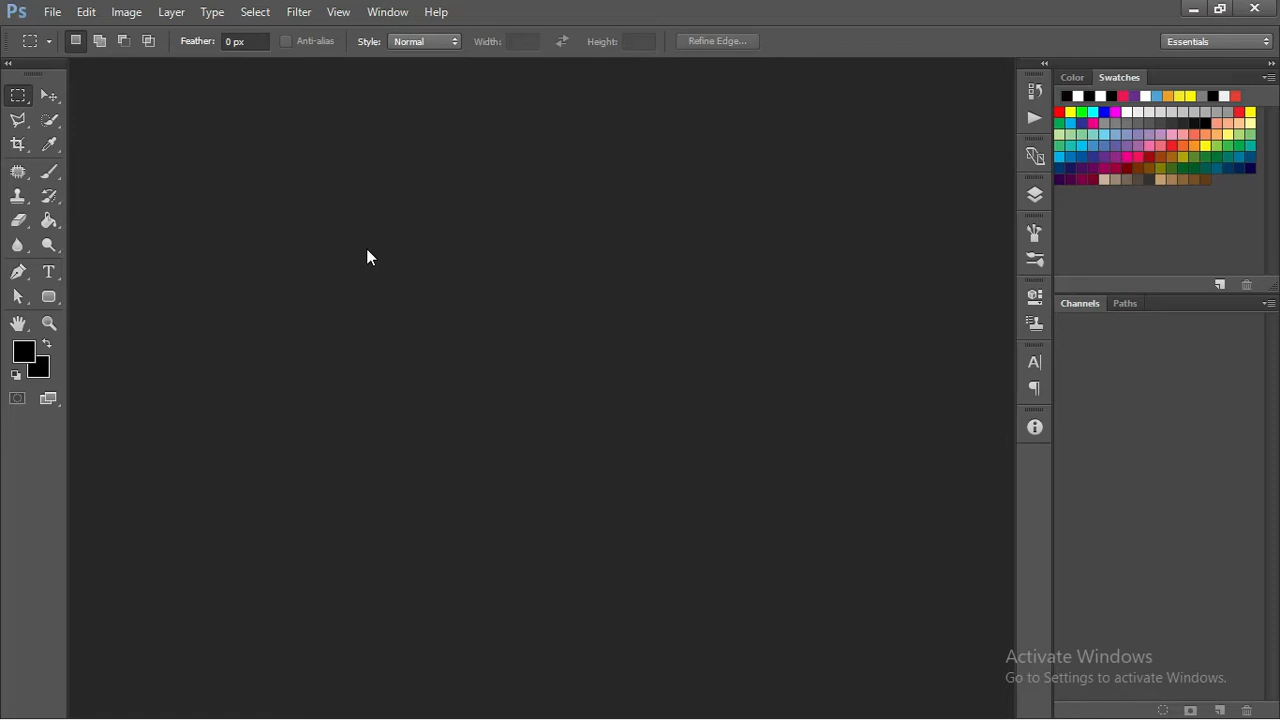 Ps File Edit Image Layer Type Select Filter View Window Help
Feather: 0 px Anti-alias Style: Normal Width: Height: Refine Edge... Essentials
Color Swatches
Channels Paths
Activate Windows
Go to Settings to activate Windows.